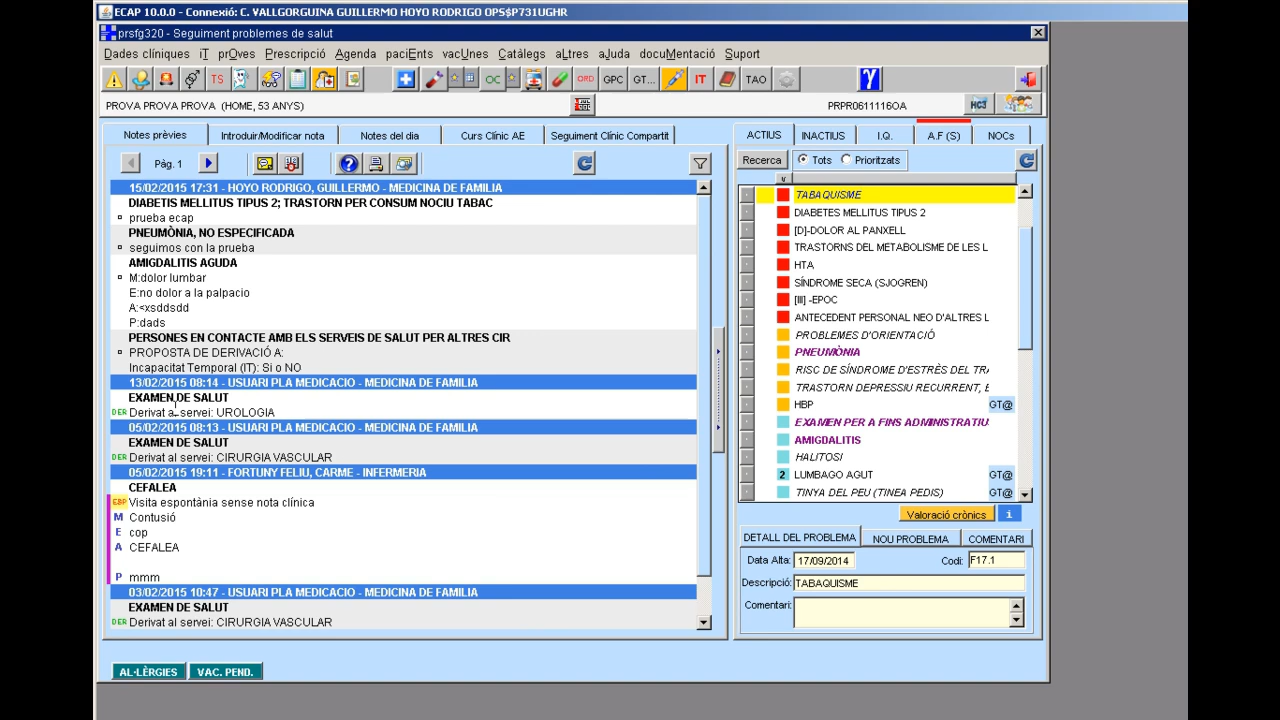 ECAP 10.0.0 - Connexió: C. VALLGORGUINA GUILLERMO HOYO RODRIGO OPS$P731UGHR
prsfg320 - Seguiment problemes de salut
Dades clíniques iT prOves Prescripció Agenda paciEnts vacUnes Catàlegs aLtres aJuda docuMentació Suport
TS OC ORD GPC GT... IT TAO γ
PROVA PROVA PROVA (HOME, 53 ANYS) PRPR0611116OA HC3
Notes prèvies Introduir/Modificar nota Notes del dia Curs Clínic AE Seguiment Clínic Compartit
Pàg. 1
15/02/2015 17:31 - HOYO RODRIGO, GUILLERMO - MEDICINA DE FAMILIA
DIABETIS MELLITUS TIPUS 2; TRASTORN PER CONSUM NOCIU TABAC
prueba ecap
PNEUMÒNIA, NO ESPECIFICADA
seguimos con la prueba
AMIGDALITIS AGUDA
M:dolor lumbar
E:no dolor a la palpacio
A:<xsddsdd
P:dads
PERSONES EN CONTACTE AMB ELS SERVEIS DE SALUT PER ALTRES CIR
PROPOSTA DE DERIVACIÓ A:
Incapacitat Temporal (IT): Si o NO
13/02/2015 08:14 - USUARI PLA MEDICACIO - MEDICINA DE FAMILIA
EXAMEN DE SALUT
DER Derivat al servei: UROLOGIA
05/02/2015 08:13 - USUARI PLA MEDICACIO - MEDICINA DE FAMILIA
EXAMEN DE SALUT
DER Derivat al servei: CIRURGIA VASCULAR
05/02/2015 19:11 - FORTUNY FELIU, CARME - INFERMERIA
CEFALEA
ESP Visita espontània sense nota clínica
M Contusió
E cop
A CEFALEA
P mmm
03/02/2015 10:47 - USUARI PLA MEDICACIO - MEDICINA DE FAMILIA
EXAMEN DE SALUT
DER Derivat al servei: CIRURGIA VASCULAR
ACTIUS INACTIUS I.Q. A.F (S) NOCs
Recerca Tots Prioritzats
TABAQUISME
DIABETES MELLITUS TIPUS 2
[D]-DOLOR AL PANXELL
TRASTORNS DEL METABOLISME DE LES L
HTA
SÍNDROME SECA (SJOGREN)
[III] -EPOC
ANTECEDENT PERSONAL NEO D'ALTRES L
PROBLEMES D'ORIENTACIÓ
PNEUMÒNIA
RISC DE SÍNDROME D'ESTRÈS DEL TR
TRASTORN DEPRESSIU RECURRENT,
HBP GT@
EXAMEN PER A FINS ADMINISTRATIU
AMIGDALITIS
HALITOSI
2 LUMBAGO AGUT GT@
TINYA DEL PEU (TINEA PEDIS) GT@
Valoració crònics i
DETALL DEL PROBLEMA NOU PROBLEMA COMENTARI
Data Alta: 17/09/2014 Codi: F17.1
Descripció: TABAQUISME
Comentari:
AL·LÈRGIES VAC. PEND.